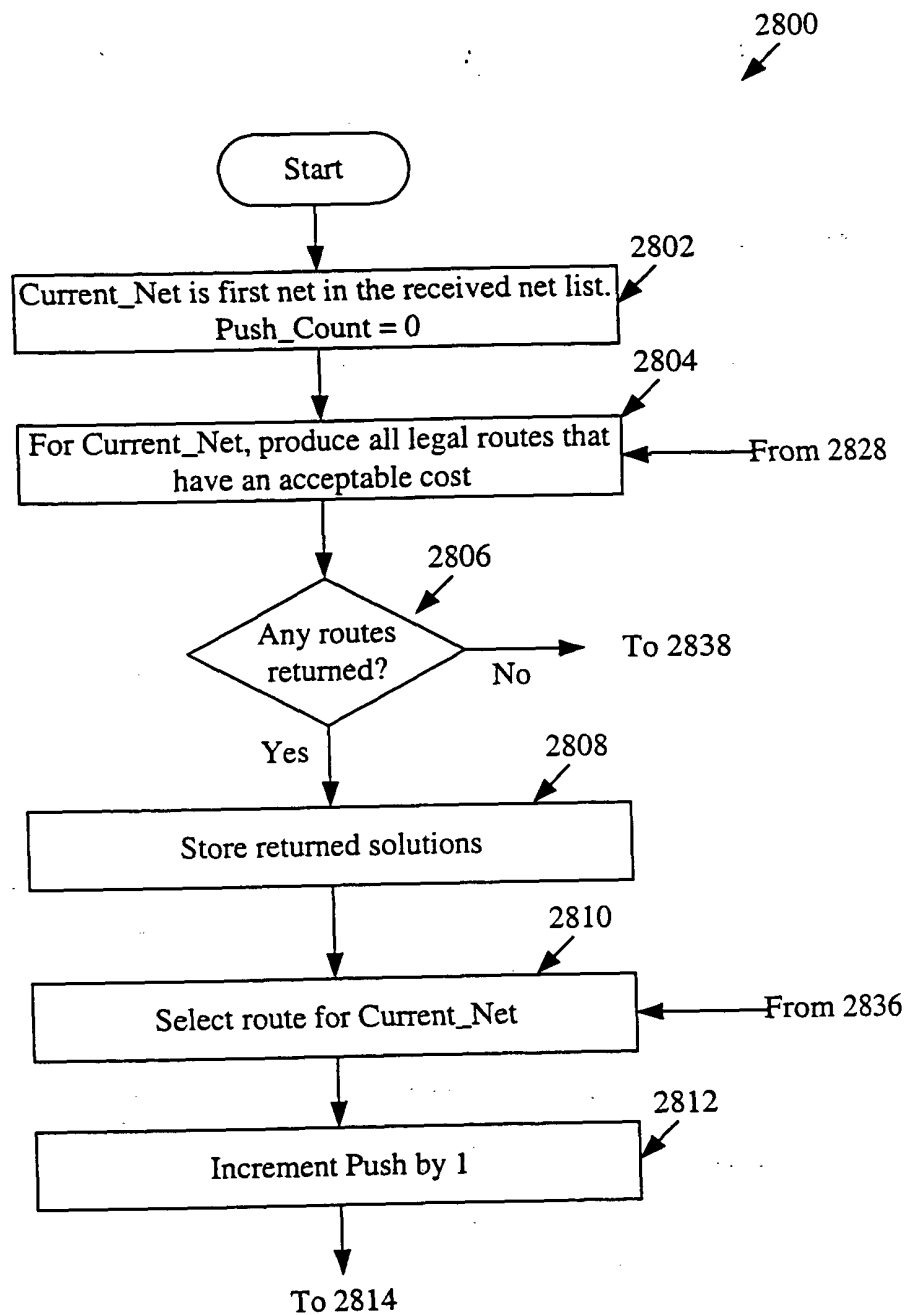 2800
Start
2802
Current_Net is first net in the received net list.
Push_Count = 0
2804
For Current_Net, produce all legal routes that
have an acceptable cost
From 2828
2806
Any routes
returned?
No
To 2838
Yes
2808
Store returned solutions
2810
Select route for Current_Net
From 2836
2812
Increment Push by 1
To 2814